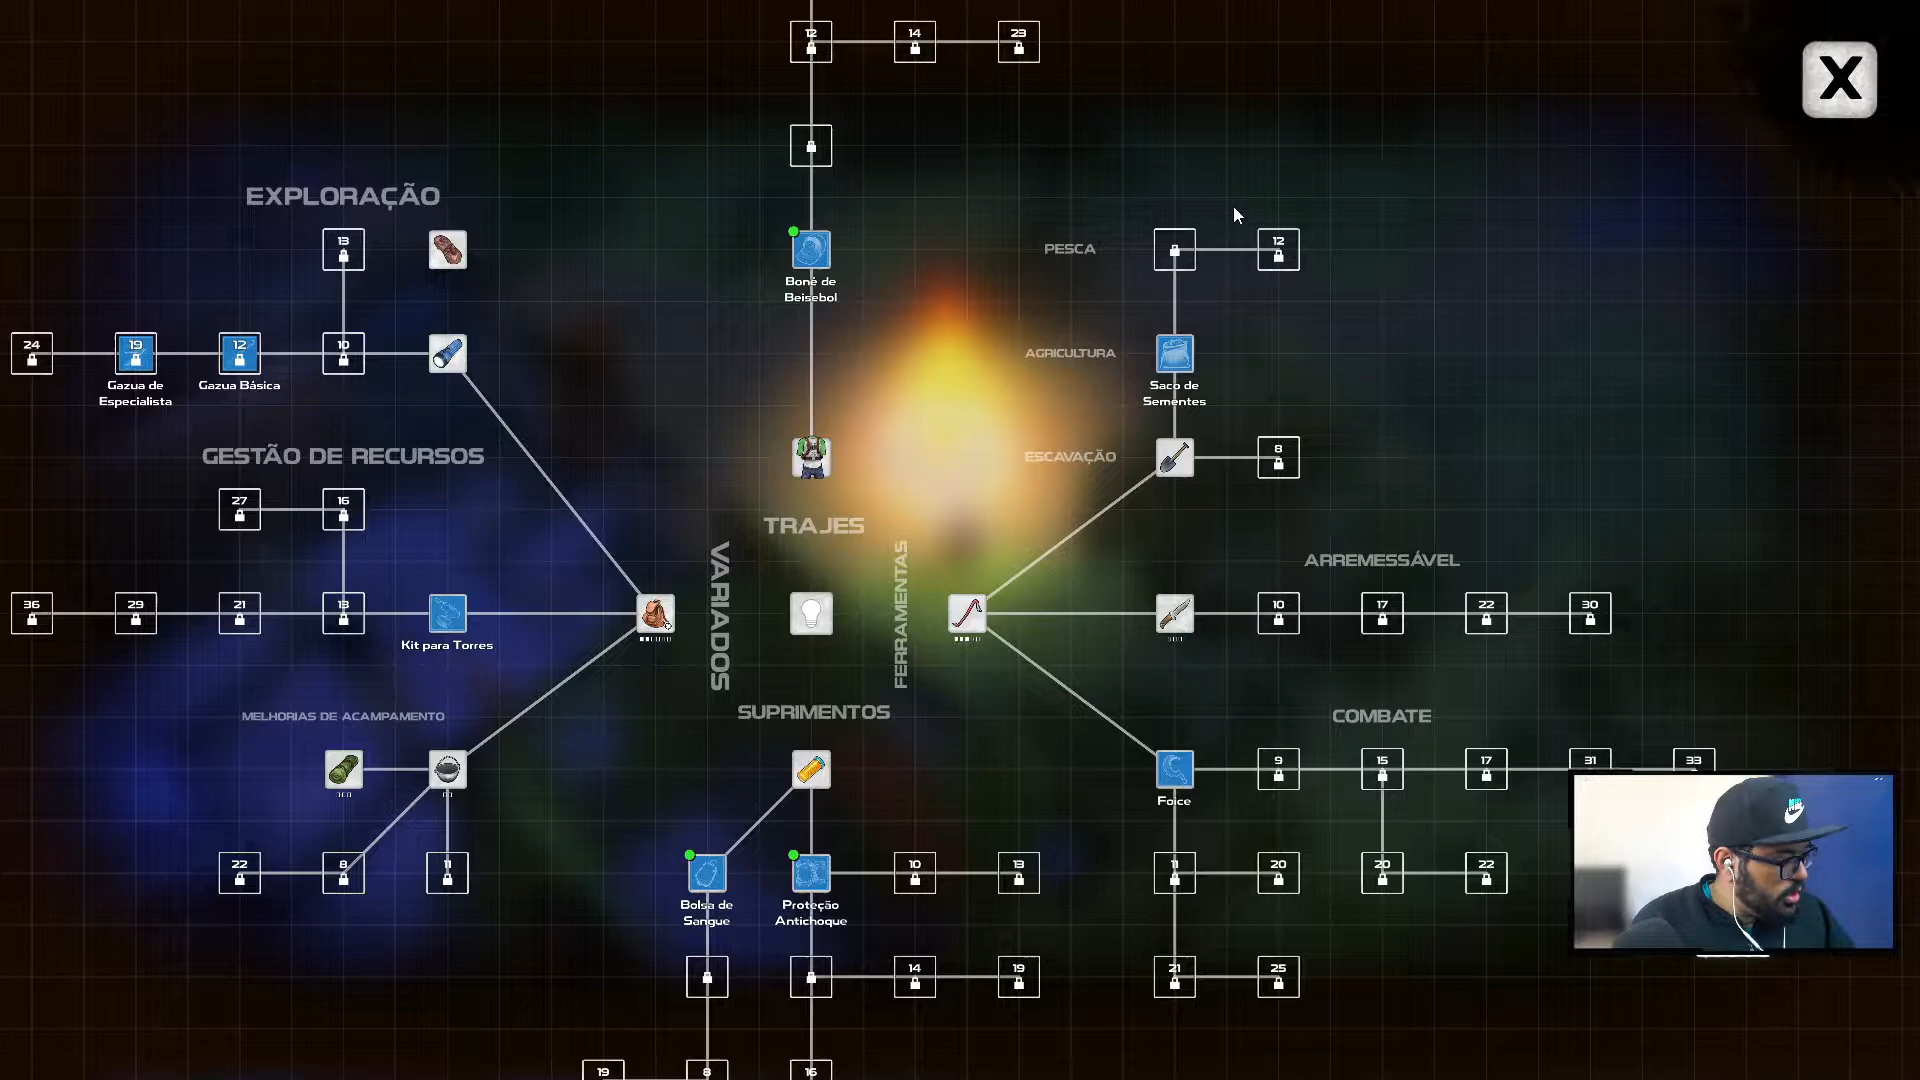 12
14
23
X
EXPLORAÇÃO
13
PESCA
12
Boné de
Beisebol
24
19
12
10
AGRICULTURA
Gazua de
Especialista
Gazua Básica
Saco de
Sementes
GESTÃO DE RECURSOS
ESCAVAÇÃO
8
27
16
TRAJES
VARIADOS
FERRAMENTAS
ARREMESSÁVEL
36
29
21
13
10
17
22
30
Kit para Torres
MELHORIAS DE ACAMPAMENTO
SUPRIMENTOS
COMBATE
9
15
17
31
33
Foice
22
8
11
10
13
11
20
20
22
Bolsa de
Sangue
Proteção
Antichoque
14
19
21
25
19
8
16